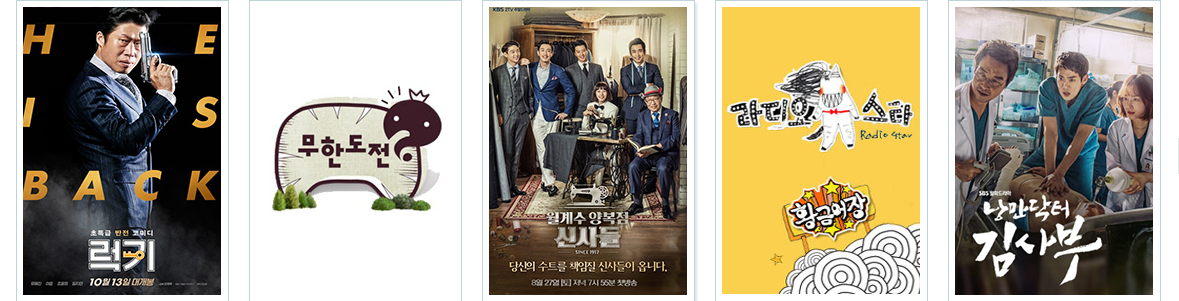 HE
IS
BACK
초특급 반전 코미디
럭키
10월 13일 대개봉
무한도전
KBS 2TV 주말드라마
월계수 양복점
신사들
SINCE 1917
당신의 수트를 책임질 신사들이 옵니다.
8월 27일 [토] 저녁 7시 55분 첫방송
라디오 스타
Radio Star
황금어장
SBS 월화드라마
낭만닥터
김사부